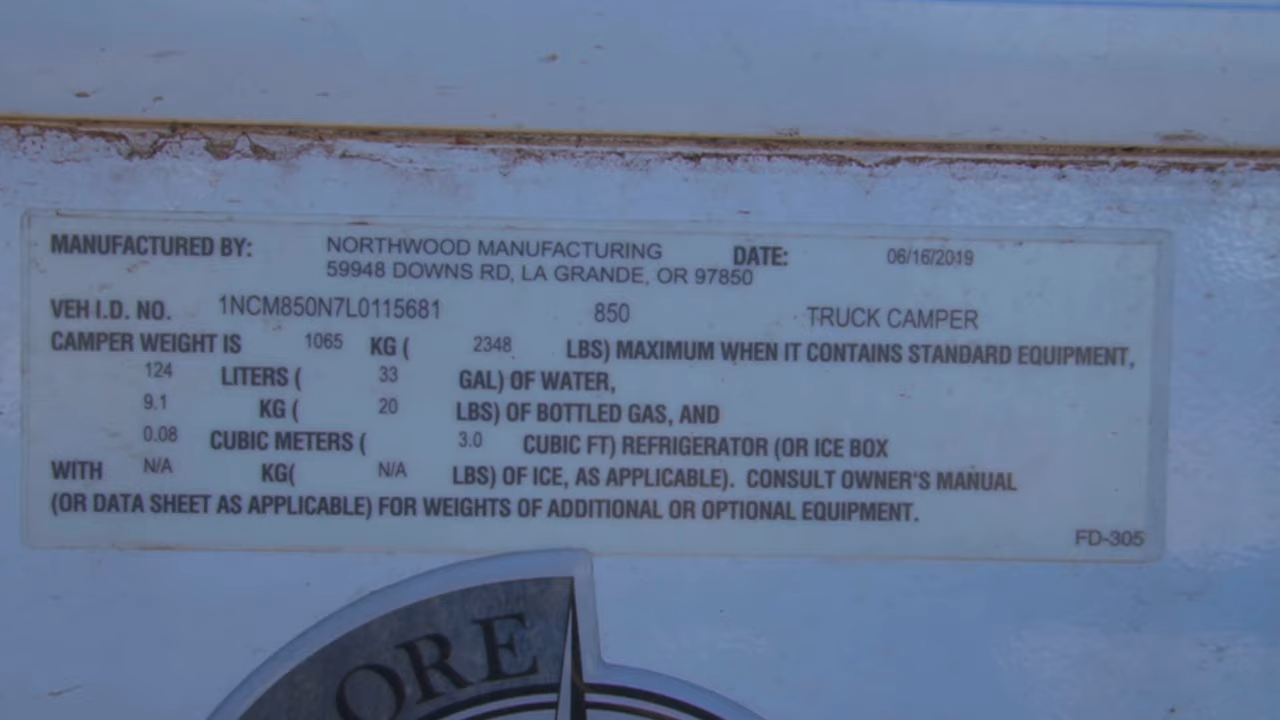 MANUFACTURED BY: NORTHWOOD MANUFACTURING DATE: 06/16/2019
59948 DOWNS RD, LA GRANDE, OR 97850
VEH I.D. NO. 1NCM850N7L0115681 850 TRUCK CAMPER
CAMPER WEIGHT IS 1065 KG ( 2348 LBS) MAXIMUM WHEN IT CONTAINS STANDARD EQUIPMENT,
124 LITERS ( 33 GAL) OF WATER,
9.1 KG ( 20 LBS) OF BOTTLED GAS, AND
0.08 CUBIC METERS ( 3.0 CUBIC FT) REFRIGERATOR (OR ICE BOX
WITH N/A KG( N/A LBS) OF ICE, AS APPLICABLE). CONSULT OWNER'S MANUAL
(OR DATA SHEET AS APPLICABLE) FOR WEIGHTS OF ADDITIONAL OR OPTIONAL EQUIPMENT.
FD-305
ORE